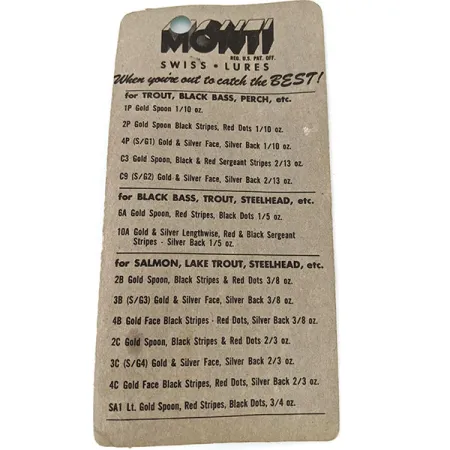 MONTI
REG. U.S. PAT. OFF.
SWISS • LURES
When you're out to catch the BEST!
for TROUT, BLACK BASS, PERCH, etc.
1P Gold Spoon 1/10 oz.
2P Gold Spoon Black Stripes, Red Dots 1/10 oz.
4P (S/G1) Gold & Silver Face, Silver Back 1/10 oz.
C3 Gold Spoon, Black & Red Sergeant Stripes 2/13 oz.
C9 (S/G2) Gold & Silver Face, Silver Back 2/13 oz.
for BLACK BASS, TROUT, STEELHEAD, etc.
6A Gold Spoon, Red Stripes, Black Dots 1/5 oz.
10A Gold & Silver Lengthwise, Red & Black Sergeant
Stripes - Silver Back 1/5 oz.
for SALMON, LAKE TROUT, STEELHEAD, etc.
2B Gold Spoon, Black Stripes & Red Dots 3/8 oz.
3B (S/G3) Gold & Silver Face, Silver Back 3/8 oz.
4B Gold Face Black Stripes - Red Dots, Silver Back 3/8 oz.
2C Gold Spoon, Black Stripes & Red Dots 2/3 oz.
3C (S/G4) Gold & Silver Face, Silver Back 2/3 oz.
4C Gold Face Black Stripes, Red Dots, Silver Back 2/3 oz.
SA1 Lt. Gold Spoon, Red Stripes, Black Dots, 3/4 oz.